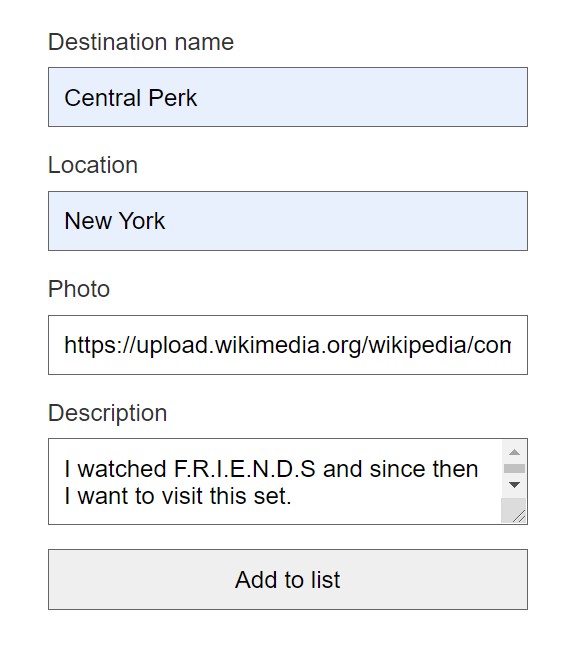 Destination name
Central Perk
Location
New York
Photo
https://upload.wikimedia.org/wikipedia/com
Description
I watched F.R.I.E.N.D.S and since then
I want to visit this set.
Add to list